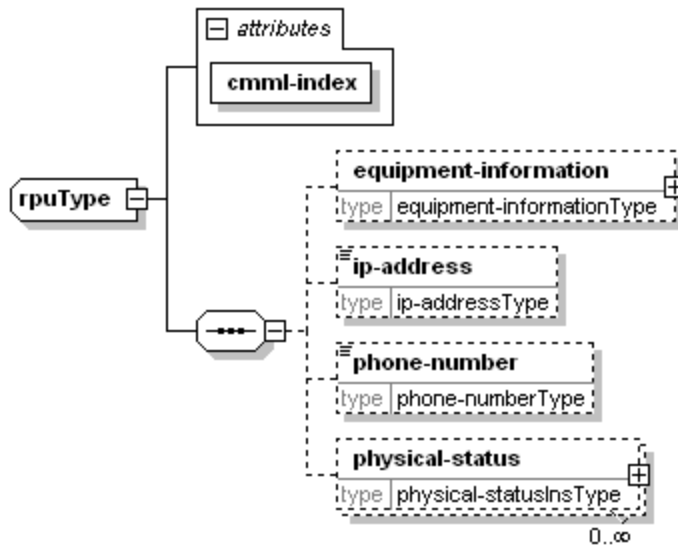 attributes
cmml-index
rpuType
equipment-information
type equipment-informationType
ip-address
type ip-addressType
phone-number
type phone-numberType
physical-status
type physical-statusInsType
0..∞